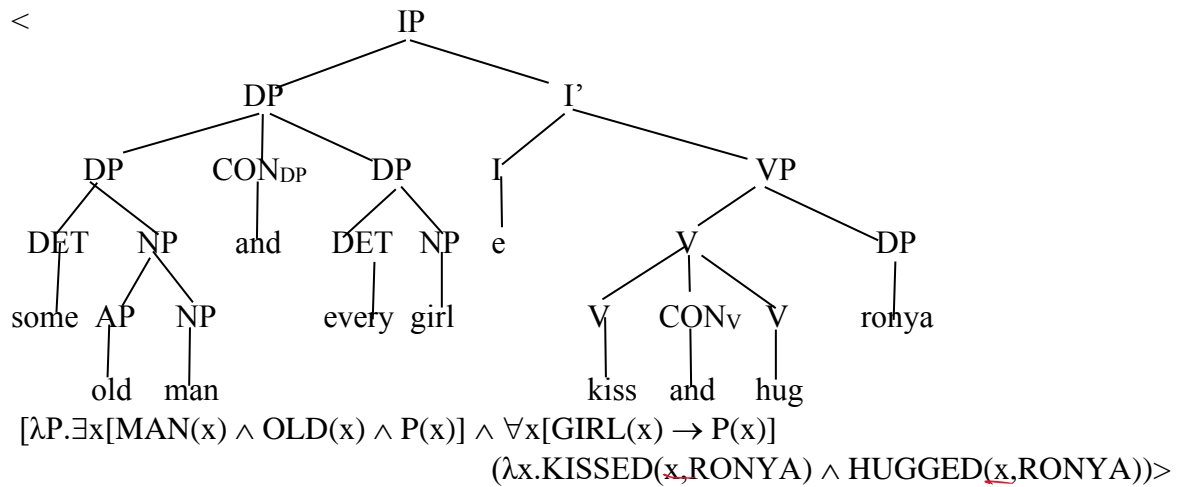 < IP
DP I’
DP CONDP DP I VP
DET NP and DET NP e V DP
some AP NP every girl V CONV V ronya
old man kiss and hug
[λP.∃x[MAN(x) ∧ OLD(x) ∧ P(x)] ∧ ∀x[GIRL(x) → P(x)]
(λx.KISSED(x,RONYA) ∧ HUGGED(x,RONYA))>